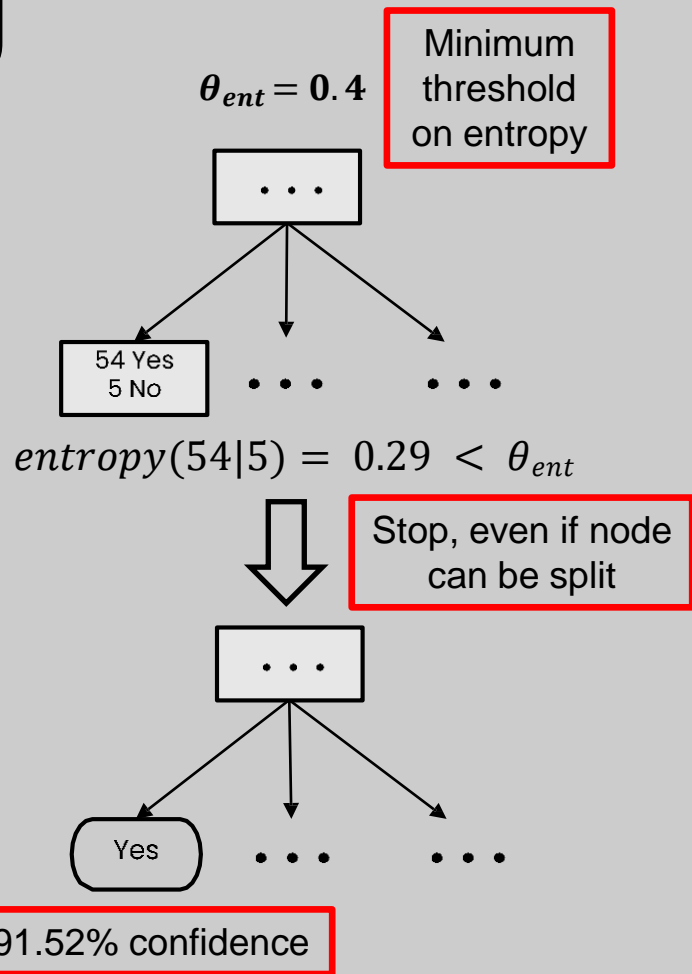 Minimum
threshold
on entropy
θ_ent = 0.4
• • •
54 Yes
5 No
• • •
• • •
entropy(54|5) = 0.29 < θ_ent
Stop, even if node
can be split
• • •
Yes
• • •
• • •
91.52% confidence